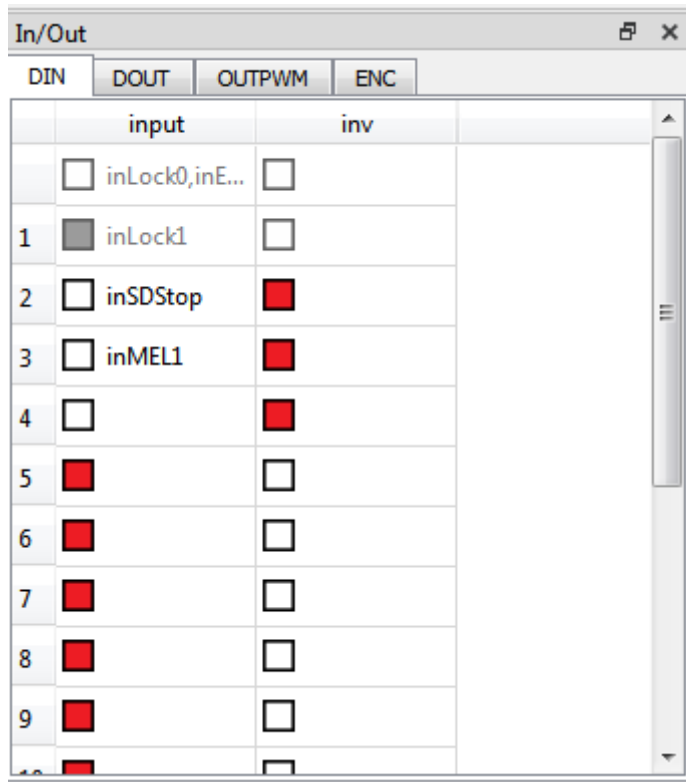 In/Out
DIN DOUT OUTPWM ENC
input inv
inLock0,inE...
1 inLock1
2 inSDStop
3 inMEL1
4
5
6
7
8
9